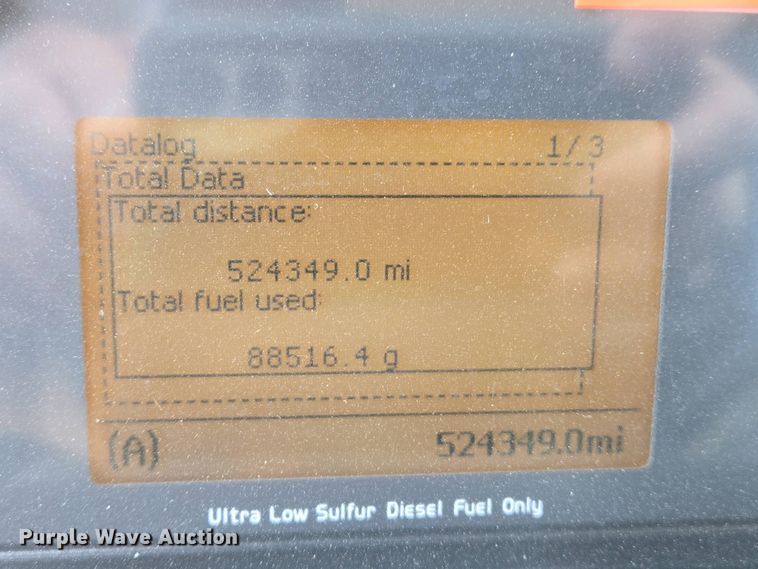 Datalog 1/3
Total Data
Total distance:
524349.0 mi
Total fuel used:
88516.4 g
(A) 524349.0mi
Ultra Low Sulfur Diesel Fuel Only
Purple Wave Auction